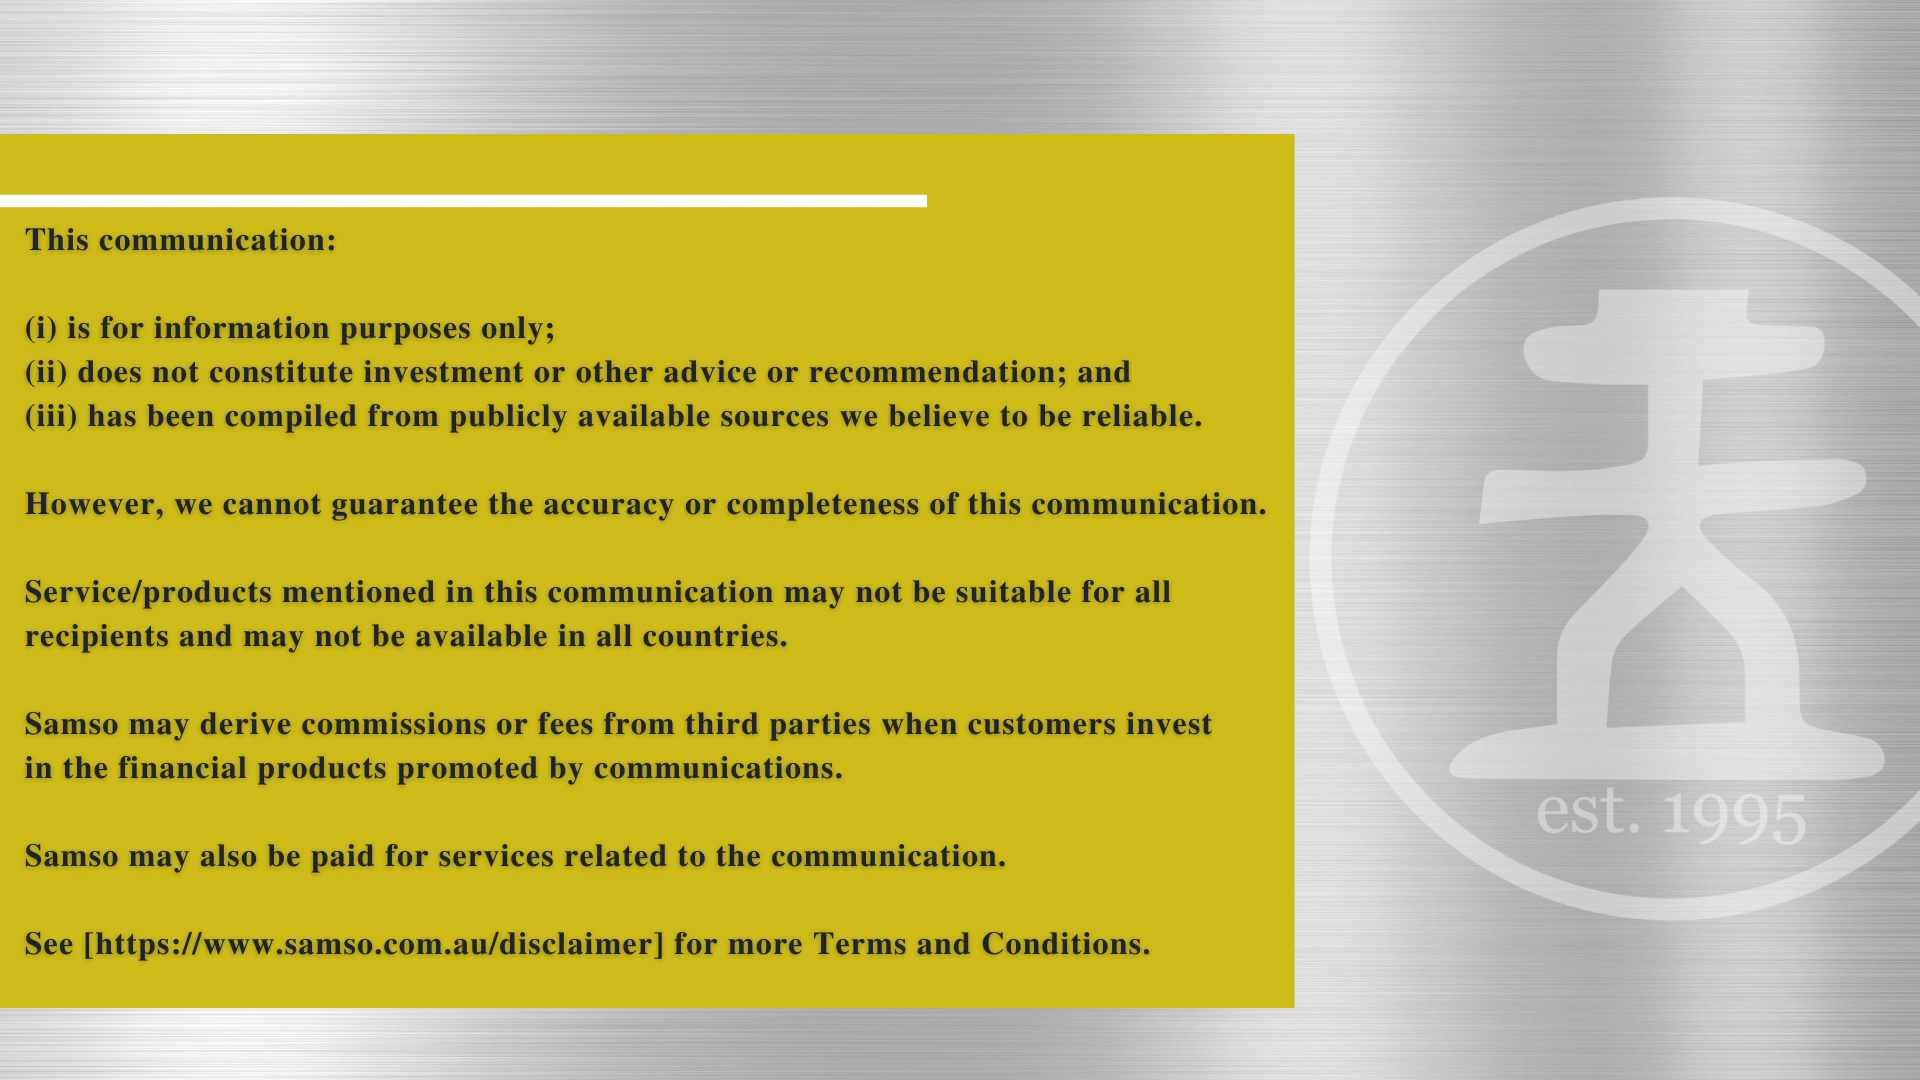 This communication:
(i) is for information purposes only;
(ii) does not constitute investment or other advice or recommendation; and
(iii) has been compiled from publicly available sources we believe to be reliable.
However, we cannot guarantee the accuracy or completeness of this communication.
Service/products mentioned in this communication may not be suitable for all
recipients and may not be available in all countries.
Samso may derive commissions or fees from third parties when customers invest
in the financial products promoted by communications.
Samso may also be paid for services related to the communication.
See [https://www.samso.com.au/disclaimer] for more Terms and Conditions.
est. 1995